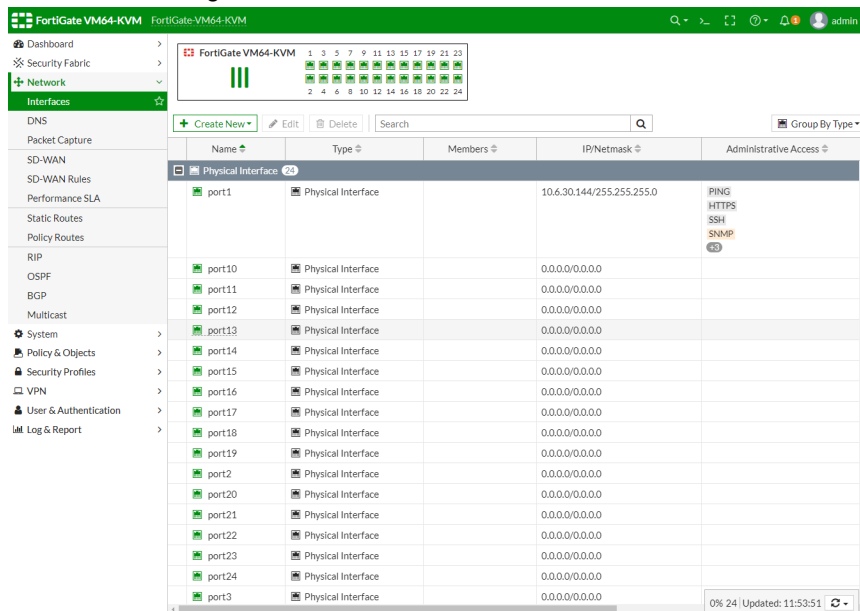 FortiGate VM64-KVM FortiGate-VM64-KVM 1 admin
Dashboard
Security Fabric
Network
Interfaces
DNS
Packet Capture
SD-WAN
SD-WAN Rules
Performance SLA
Static Routes
Policy Routes
RIP
OSPF
BGP
Multicast
System
Policy & Objects
Security Profiles
VPN
User & Authentication
Log & Report
FortiGate VM64-KVM
1 3 5 7 9 11 13 15 17 19 21 23
2 4 6 8 10 12 14 16 18 20 22 24
+ Create New Edit Delete Search Group By Type
Name Type Members IP/Netmask Administrative Access
Physical Interface 24
port1 Physical Interface 10.6.30.144/255.255.255.0 PING
HTTPS
SSH
SNMP
+3
port10 Physical Interface 0.0.0.0/0.0.0.0
port11 Physical Interface 0.0.0.0/0.0.0.0
port12 Physical Interface 0.0.0.0/0.0.0.0
port13 Physical Interface 0.0.0.0/0.0.0.0
port14 Physical Interface 0.0.0.0/0.0.0.0
port15 Physical Interface 0.0.0.0/0.0.0.0
port16 Physical Interface 0.0.0.0/0.0.0.0
port17 Physical Interface 0.0.0.0/0.0.0.0
port18 Physical Interface 0.0.0.0/0.0.0.0
port19 Physical Interface 0.0.0.0/0.0.0.0
port2 Physical Interface 0.0.0.0/0.0.0.0
port20 Physical Interface 0.0.0.0/0.0.0.0
port21 Physical Interface 0.0.0.0/0.0.0.0
port22 Physical Interface 0.0.0.0/0.0.0.0
port23 Physical Interface 0.0.0.0/0.0.0.0
port24 Physical Interface 0.0.0.0/0.0.0.0
port3 Physical Interface 0.0.0.0/0.0.0.0
0% 24 Updated: 11:53:51